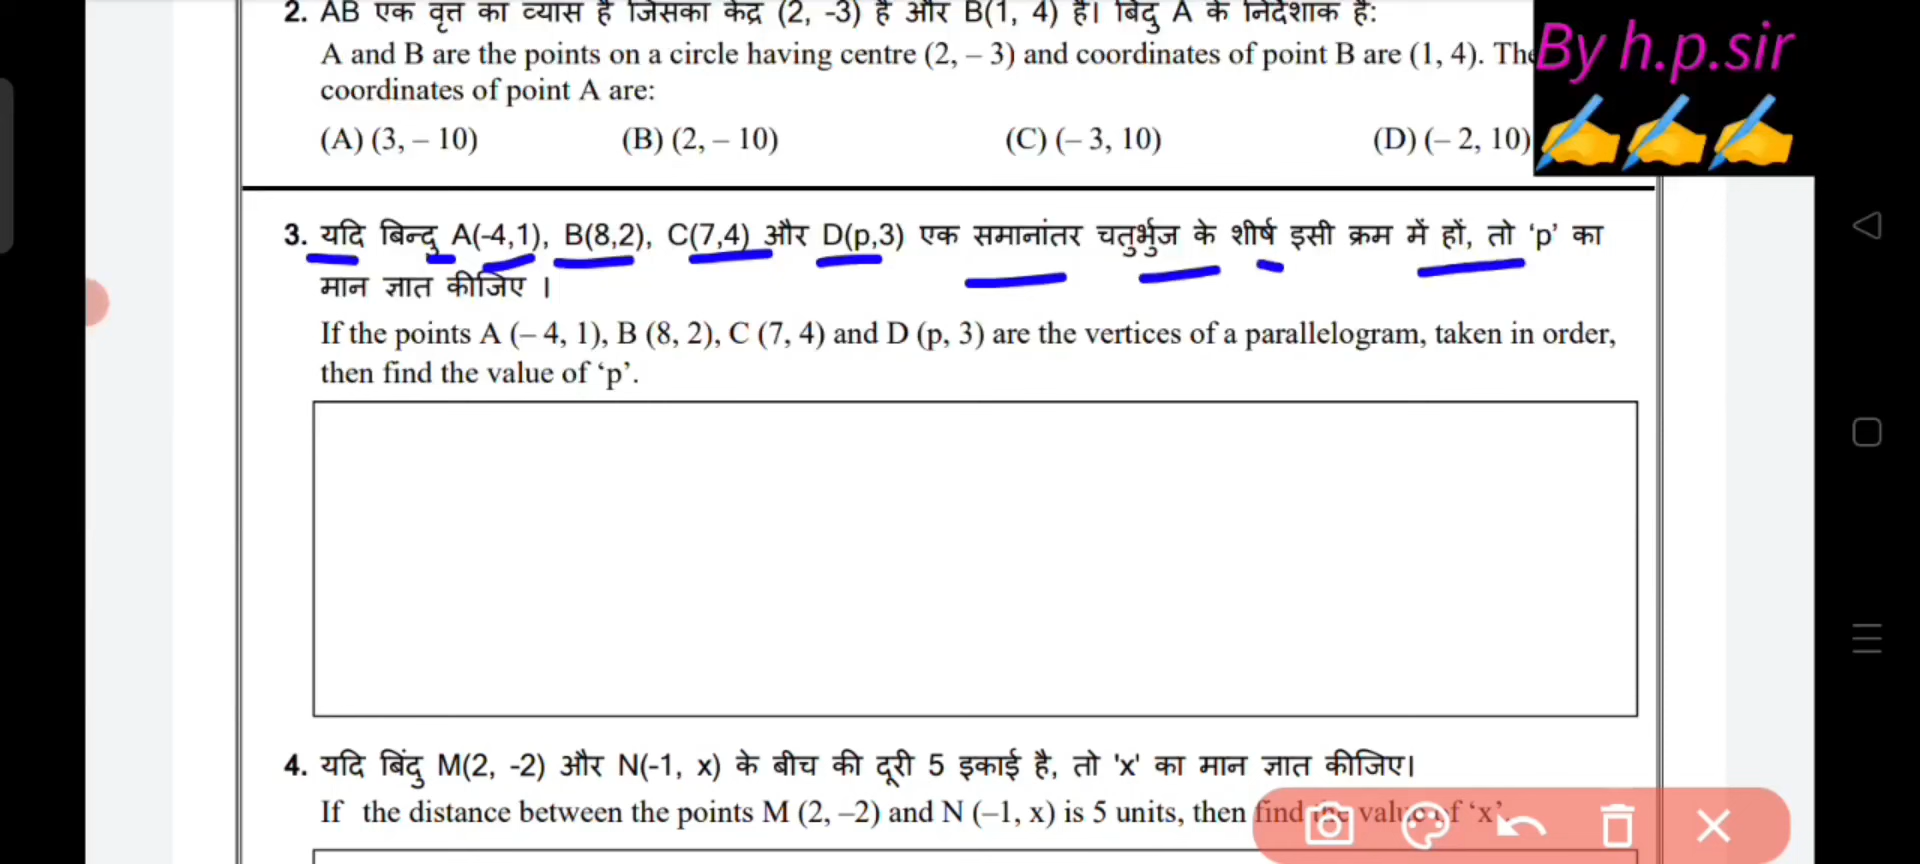 2. AB एक वृत्त का व्यास है जिसका केंद्र (2, -3) है और B(1, 4) है। बिंदु A के निर्देशांक है:
A and B are the points on a circle having centre (2, – 3) and coordinates of point B are (1, 4). The
coordinates of point A are:
(A) (3, – 10) (B) (2, – 10) (C) (– 3, 10) (D) (– 2, 10)
By h.p.sir
3. यदि बिन्दु A(-4,1), B(8,2), C(7,4) और D(p,3) एक समानांतर चतुर्भुज के शीर्ष इसी क्रम में हों, तो 'p' का
मान ज्ञात कीजिए ।
If the points A (– 4, 1), B (8, 2), C (7, 4) and D (p, 3) are the vertices of a parallelogram, taken in order,
then find the value of ‘p’.
4. यदि बिंदु M(2, -2) और N(-1, x) के बीच की दूरी 5 इकाई है, तो 'x' का मान ज्ञात कीजिए।
If the distance between the points M (2, –2) and N (–1, x) is 5 units, then find the value of ‘x’.